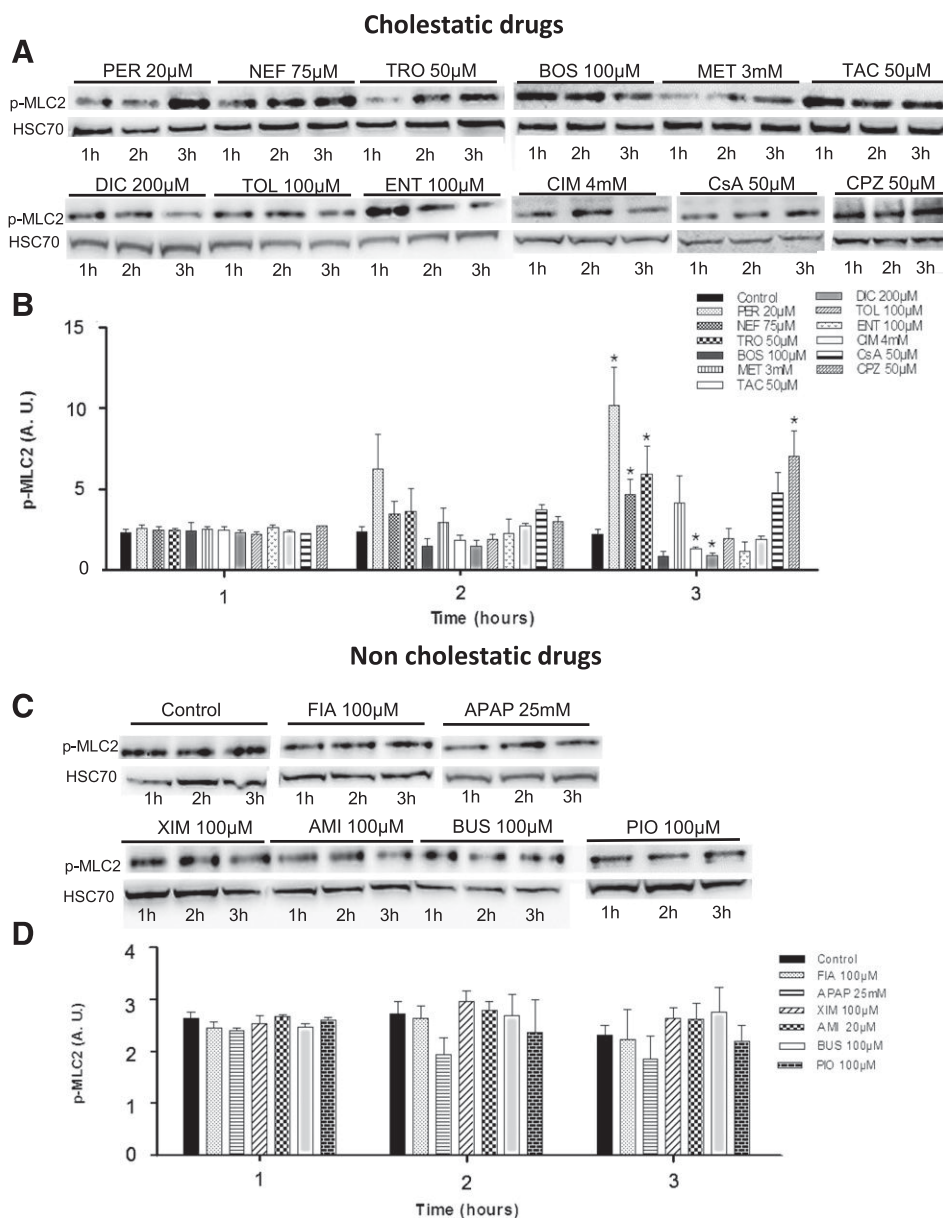 Cholestatic drugs
A
PER 20µM NEF 75µM TRO 50µM BOS 100µM MET 3mM TAC 50µM
p-MLC2
HSC70
1h 2h 3h 1h 2h 3h 1h 2h 3h 1h 2h 3h 1h 2h 3h 1h 2h 3h
DIC 200µM TOL 100µM ENT 100µM CIM 4mM CsA 50µM CPZ 50µM
p-MLC2
HSC70
1h 2h 3h 1h 2h 3h 1h 2h 3h 1h 2h 3h 1h 2h 3h 1h 2h 3h
B
Control DIC 200µM
PER 20µM TOL 100µM
NEF 75µM ENT 100µM
TRO 50µM CIM 4mM
BOS 100µM CsA 50µM
MET 3mM CPZ 50µM
TAC 50µM
15
10
5
0
p-MLC2 (A. U.)
* * * * * *
1 2 3
Time (hours)
Non cholestatic drugs
C
Control FIA 100µM APAP 25mM
p-MLC2
HSC70
1h 2h 3h 1h 2h 3h 1h 2h 3h
XIM 100µM AMI 100µM BUS 100µM PIO 100µM
p-MLC2
HSC70
1h 2h 3h 1h 2h 3h 1h 2h 3h 1h 2h 3h
D
4
3
2
1
0
p-MLC2 (A. U.)
Control
FIA 100µM
APAP 25mM
XIM 100µM
AMI 20µM
BUS 100µM
PIO 100µM
1 2 3
Time (hours)